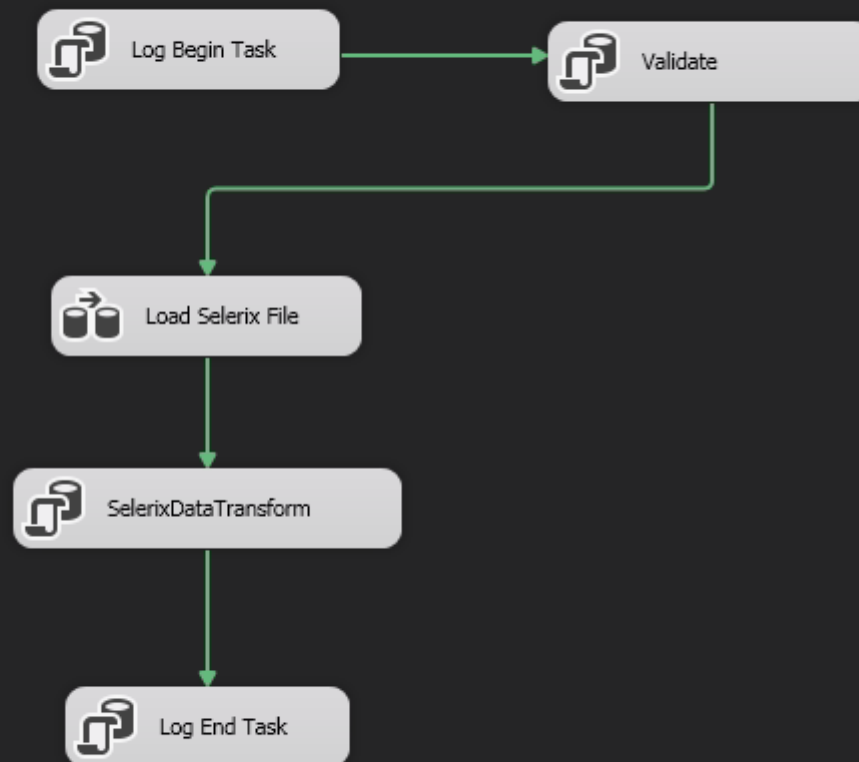 Log Begin Task
Validate
Load Selerix File
SelerixDataTransform
Log End Task